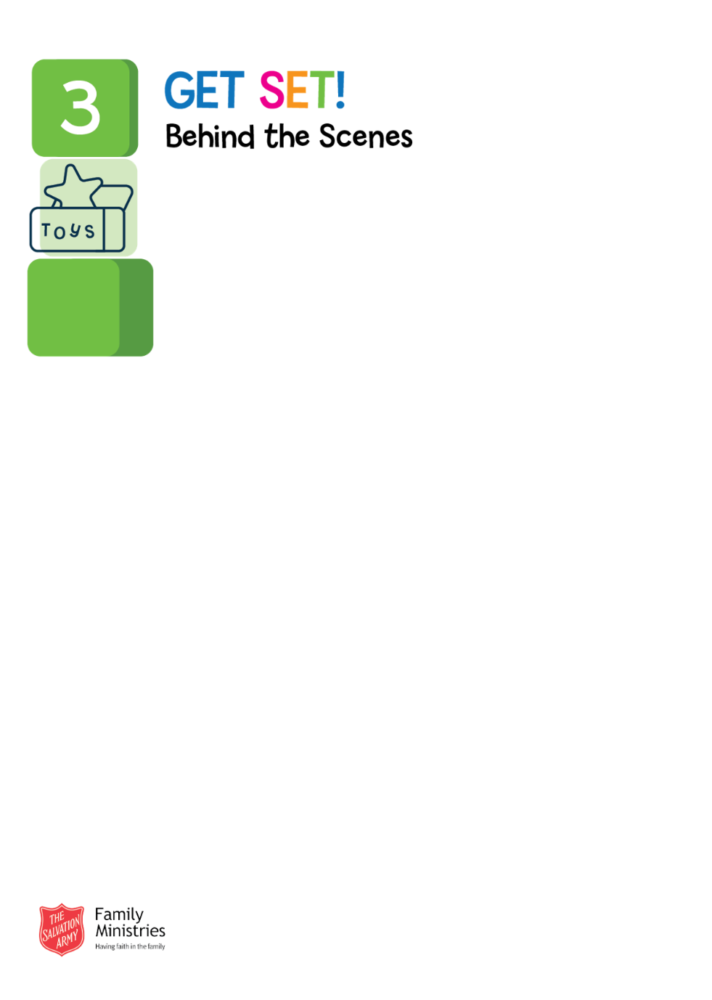 3
GET SET!
Behind the Scenes
TOYS
THE
SALVATION
ARMY
Family
Ministries
Having faith in the family